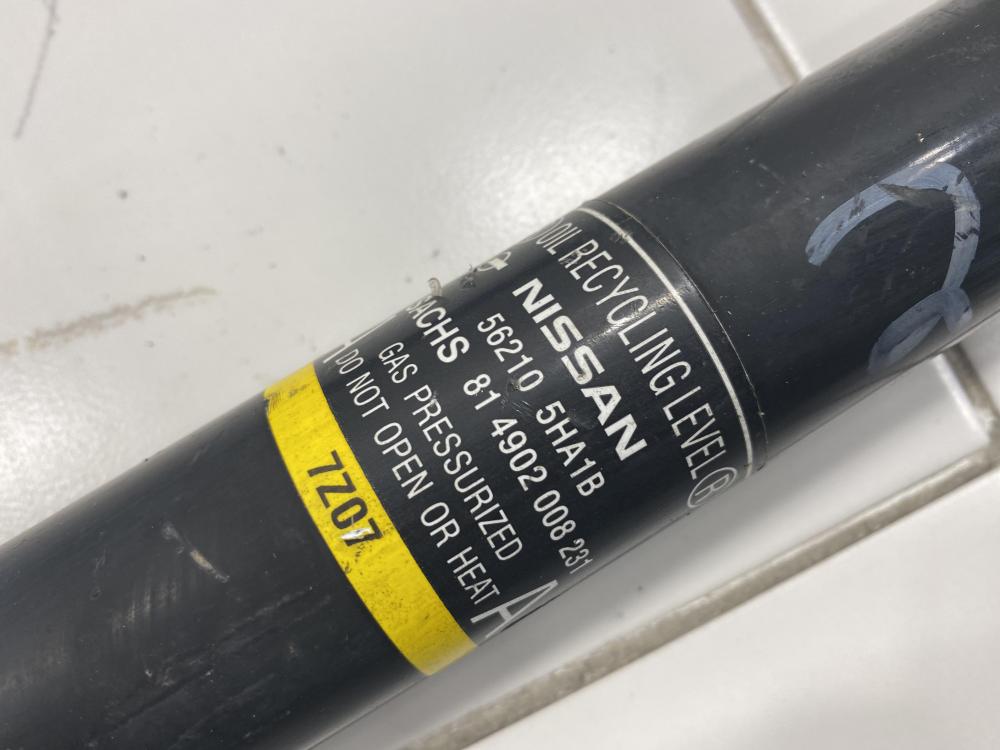 OIL RECYCLING LEVEL®
NISSAN
56210 5HA1B
SACHS 81 4902 008 231
GAS PRESSURIZED
DO NOT OPEN OR HEAT
A
7Z07